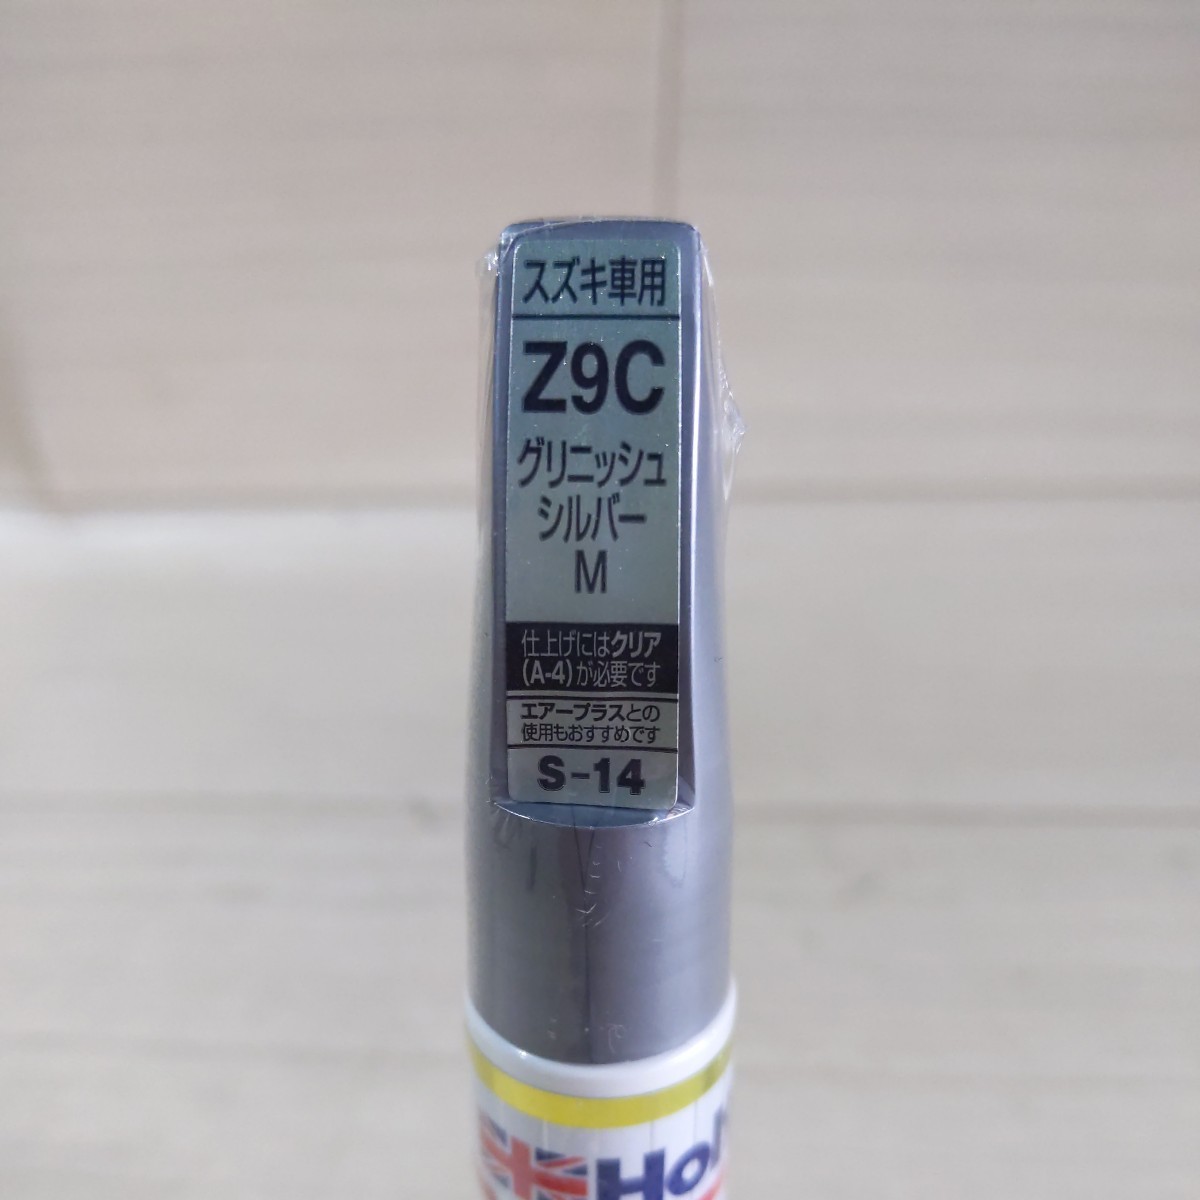 スズキ車用
Z9C
グリニッシュ
シルバー
M
仕上げにはクリア
(A-4)が必要です
エアープラスとの
使用もおすすめです
S-14